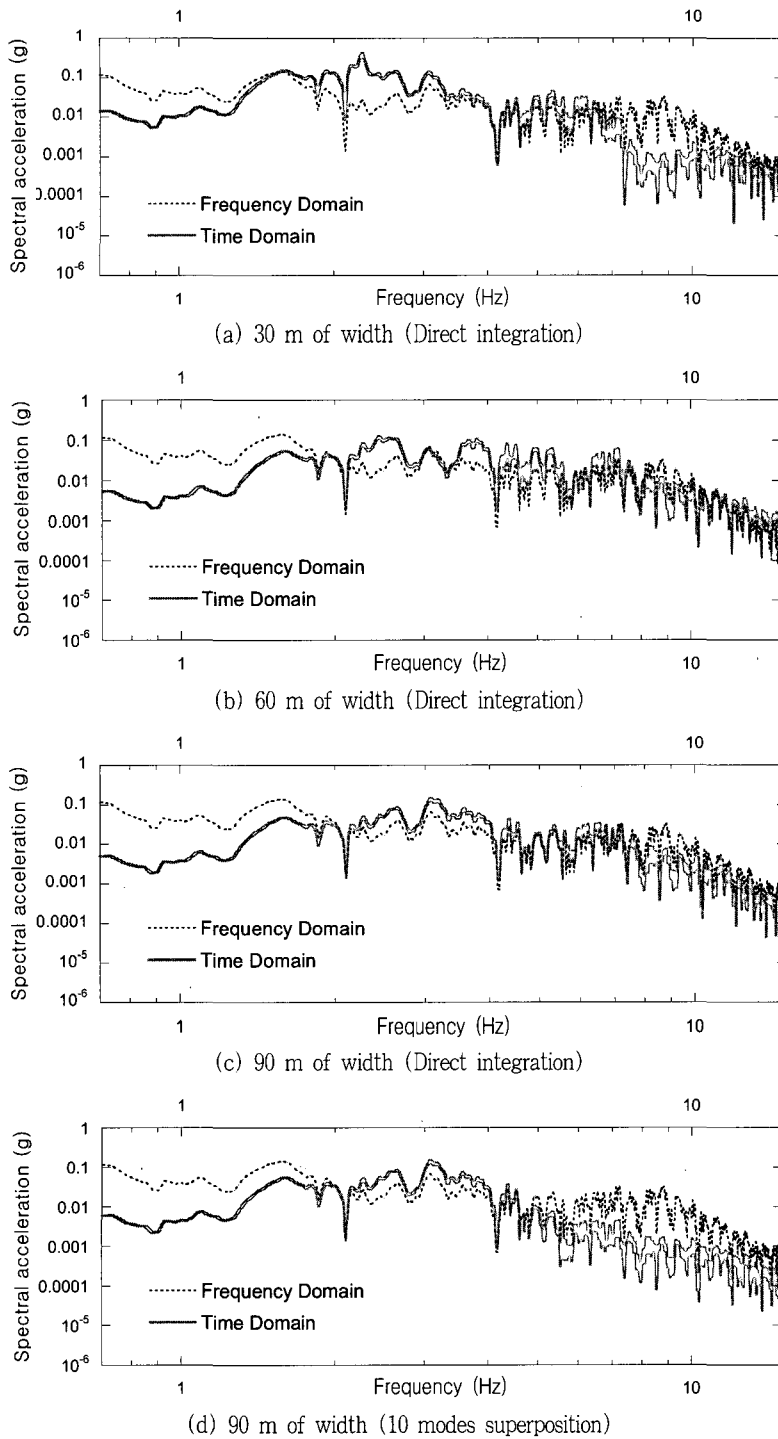 1 10
Spectral acceleration (g)
1
0.1
0.01
0.001
0.0001
10-5
10-6
Frequency Domain
Time Domain
1 Frequency (Hz) 10
(a) 30 m of width (Direct integration)
1 10
Spectral acceleration (g)
1
0.1
0.01
0.001
0.0001
10-5
10-6
Frequency Domain
Time Domain
1 Frequency (Hz) 10
(b) 60 m of width (Direct integration)
1 10
Spectral acceleration (g)
1
0.1
0.01
0.001
0.0001
10-5
10-6
Frequency Domain
Time Domain
1 Frequency (Hz) 10
(c) 90 m of width (Direct integration)
1 10
Spectral acceleration (g)
1
0.1
0.01
0.001
0.0001
10-5
10-6
Frequency Domain
Time Domain
1 Frequency (Hz) 10
(d) 90 m of width (10 modes superposition)